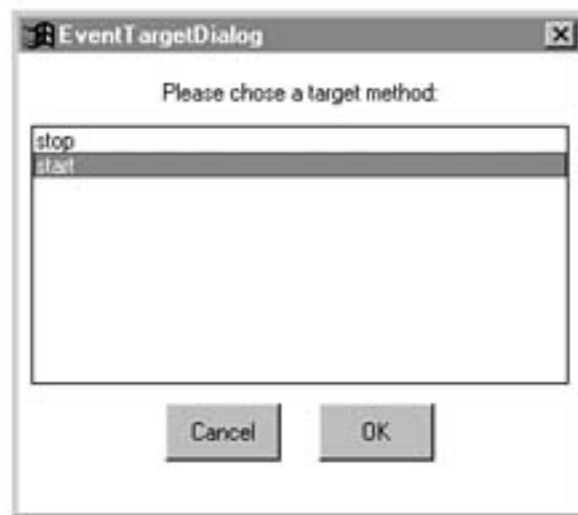 EventTargetDialog
Please chose a target method:
stop
start
Cancel
OK